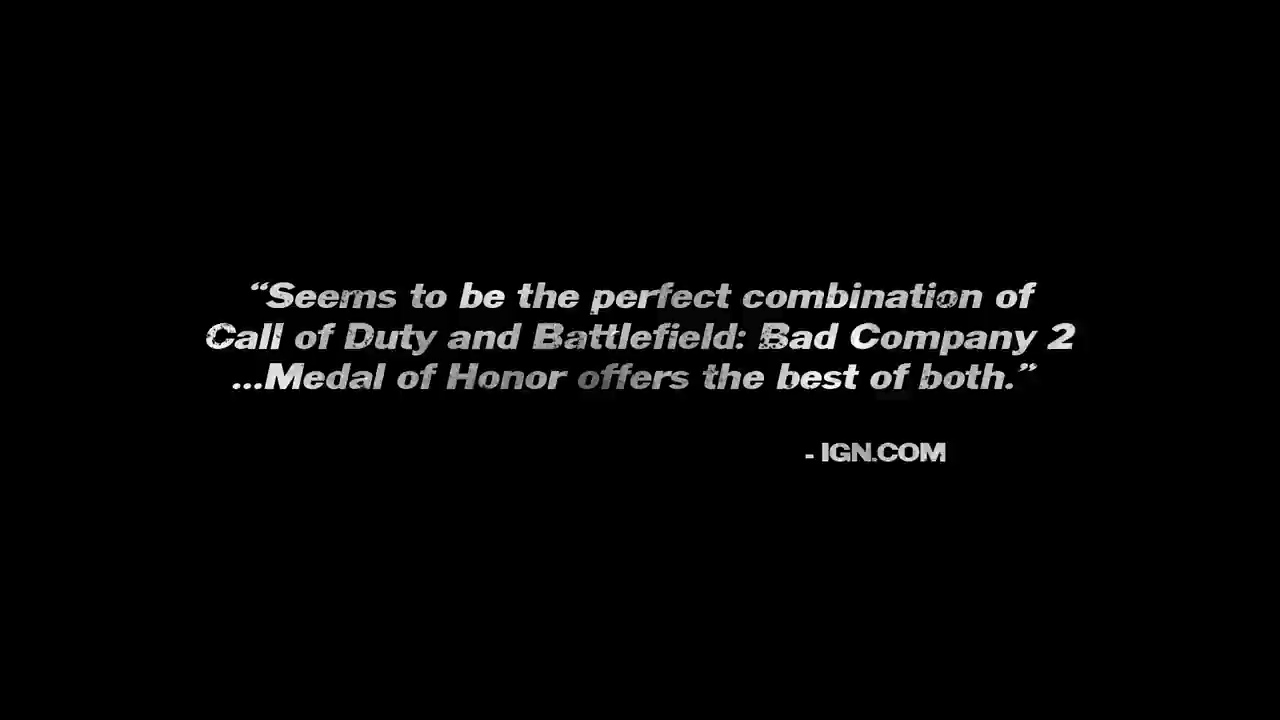 “Seems to be the perfect combination of
Call of Duty and Battlefield: Bad Company 2
...Medal of Honor offers the best of both.”
- IGN.COM